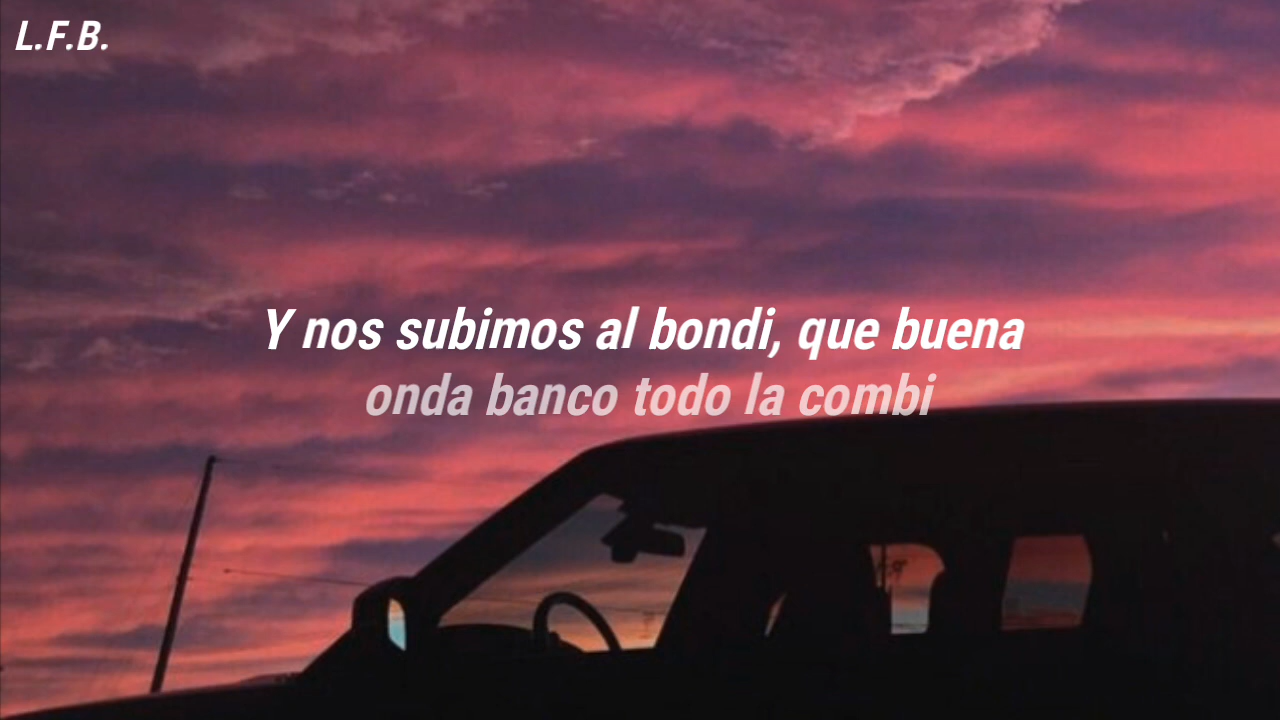 L.F.B.
Y nos subimos al bondi, que buena
onda banco todo la combi